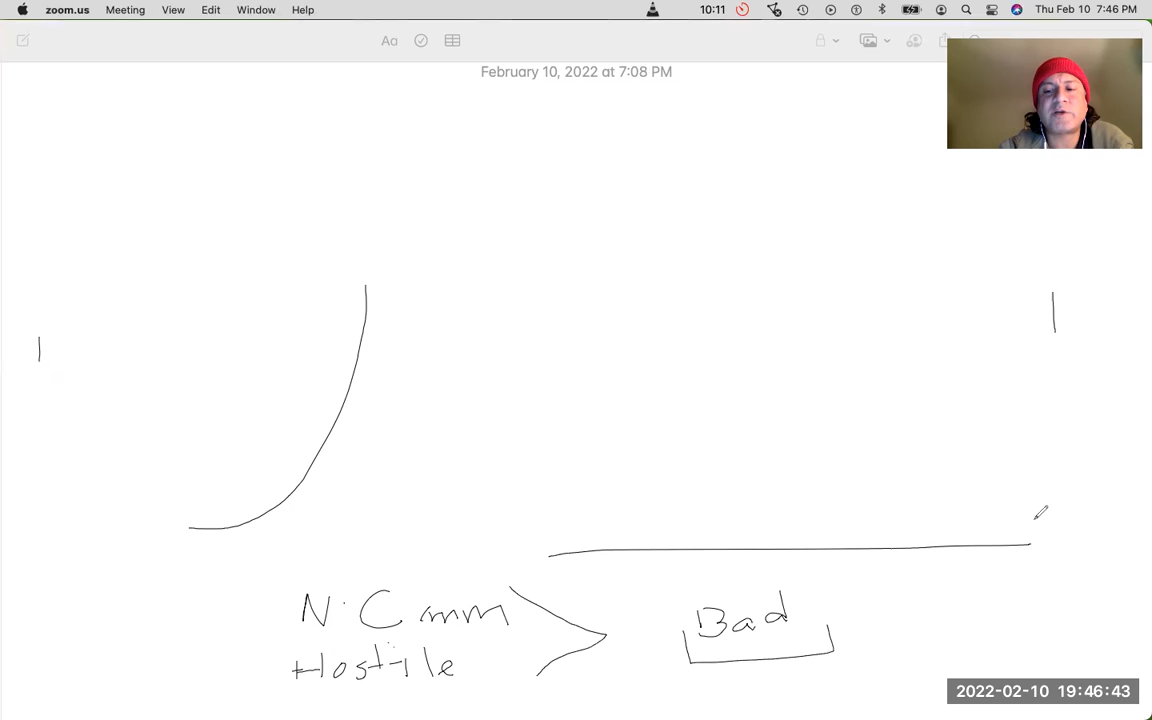 zoom.us Meeting View Edit Window Help 10:11 Thu Feb 10 7:46 PM
Aa
February 10, 2022 at 7:08 PM
N. Cmm
Bad
Hostile
2022-02-10 19:46:43